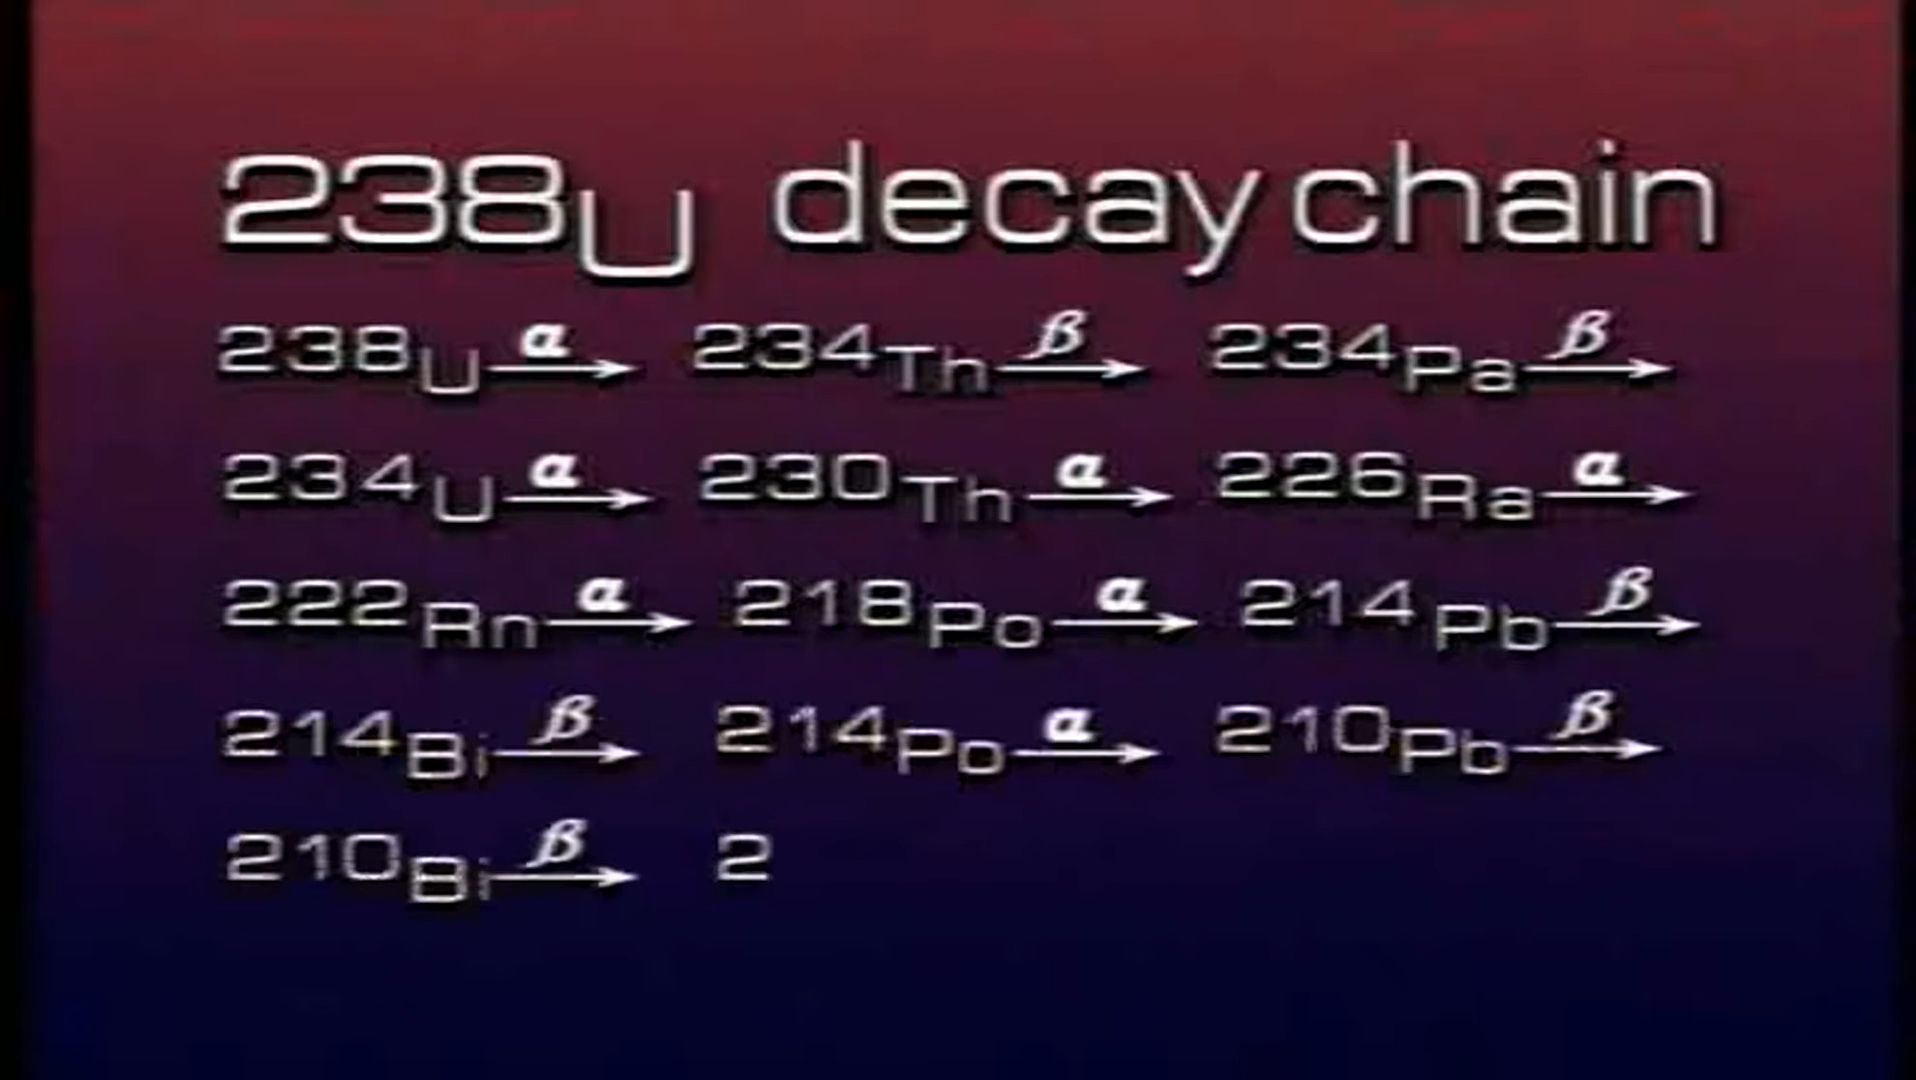 238U decay chain
238U α→ 234Th β→ 234Pa β→
234U α→ 230Th α→ 226Ra α→
222Rn α→ 218Po α→ 214Pb β→
214Bi β→ 214Po α→ 210Pb β→
210Bi β→ 2